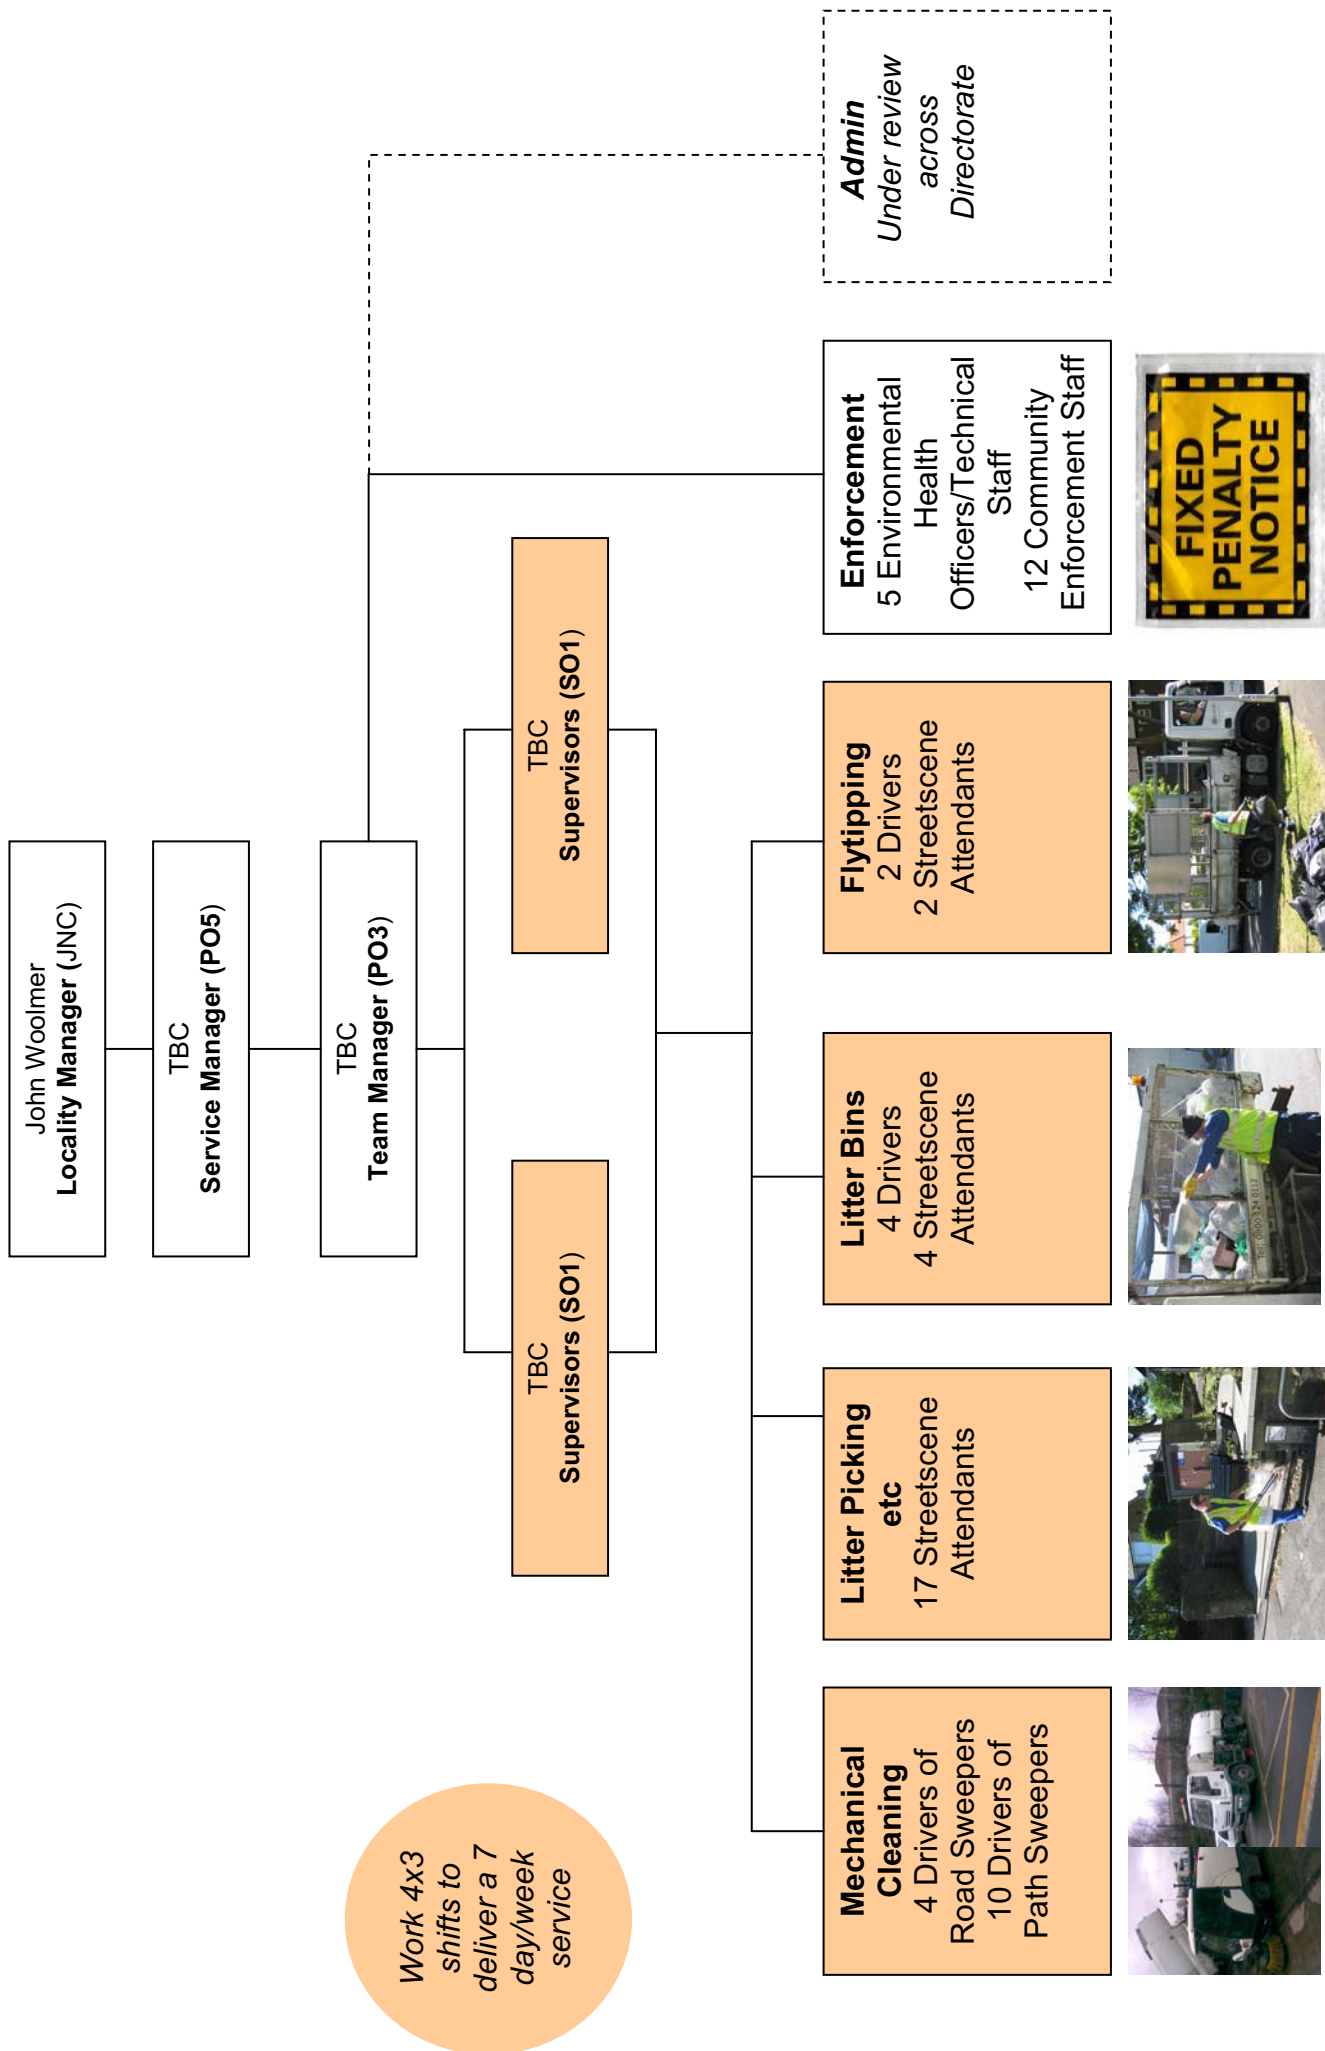 John Woolmer
Locality Manager (JNC)
TBC
Service Manager (PO5)
TBC
Team Manager (PO3)
Work 4x3
shifts to
deliver a 7
day/week
service
TBC
Supervisors (SO1)
TBC
Supervisors (SO1)
Mechanical
Cleaning
4 Drivers of
Road Sweepers
10 Drivers of
Path Sweepers
Litter Picking
etc
17 Streetscene
Attendants
Litter Bins
4 Drivers
4 Streetscene
Attendants
Flytipping
2 Drivers
2 Streetscene
Attendants
Enforcement
5 Environmental
Health
Officers/Technical
Staff
12 Community
Enforcement Staff
Admin
Under review
across
Directorate
Tel: 0800 124 0113
FIXED
PENALTY
NOTICE